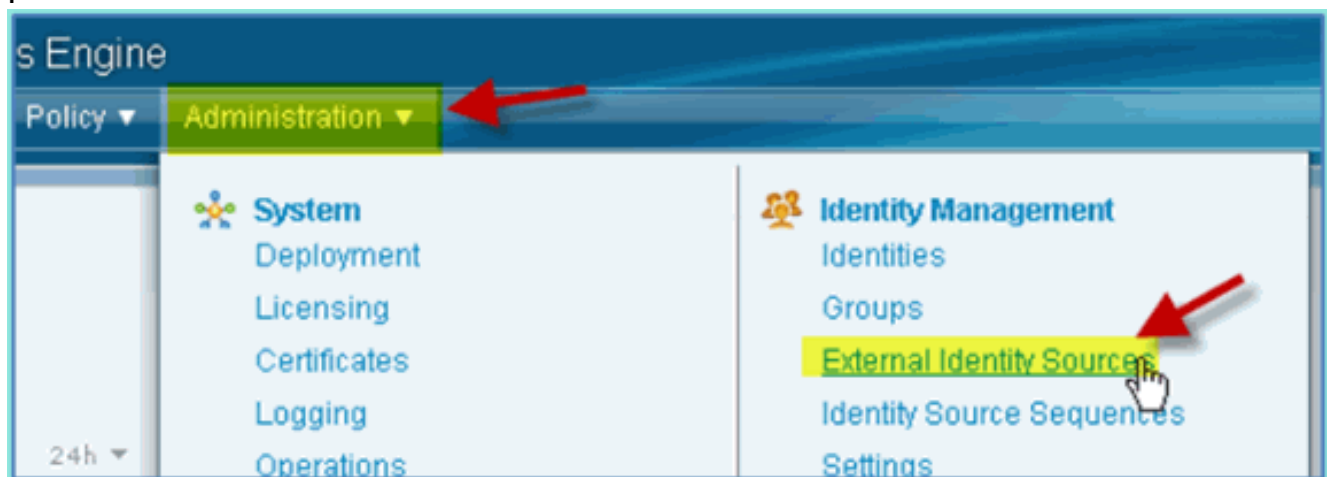 s Engine
Policy ▼ Administration ▼
System
Deployment
Licensing
Certificates
Logging
Operations
Identity Management
Identities
Groups
External Identity Sources
Identity Source Sequences
Settings
24h ▼